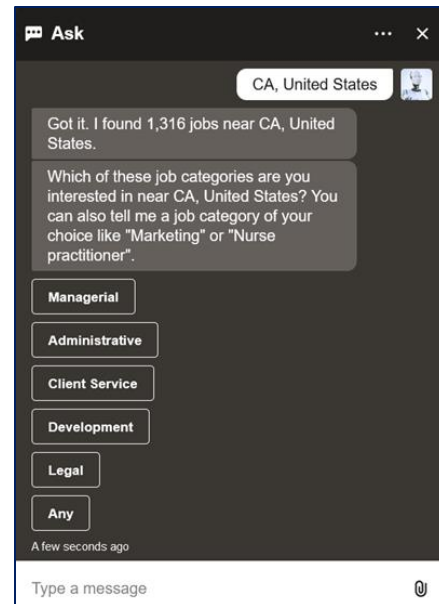 Ask
CA, United States
Got it. I found 1,316 jobs near CA, United
States.
Which of these job categories are you
interested in near CA, United States? You
can also tell me a job category of your
choice like "Marketing" or "Nurse
practitioner".
Managerial
Administrative
Client Service
Development
Legal
Any
A few seconds ago
Type a message